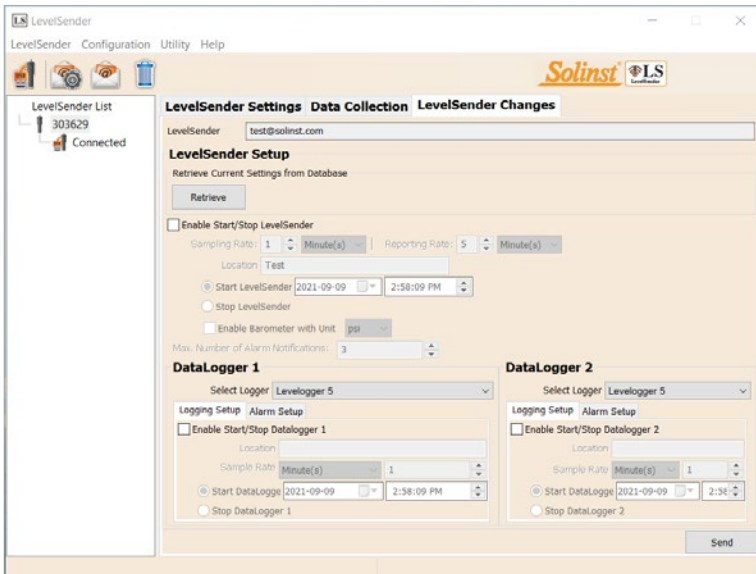 LS LevelSender
LevelSender Configuration Utility Help
Solinst LS
LevelSender
LevelSender List
303629
Connected
LevelSender Settings Data Collection LevelSender Changes
LevelSender test@solinst.com
LevelSender Setup
Retrieve Current Settings from Database
Retrieve
Enable Start/Stop LevelSender
Sampling Rate: 1 Minute(s) Reporting Rate: 5 Minute(s)
Location Test
Start LevelSender 2021-09-09 2:58:09 PM
Stop LevelSender
Enable Barometer with Unit psi
Max. Number of Alarm Notifications: 3
DataLogger 1
Select Logger Levelogger 5
Logging Setup Alarm Setup
Enable Start/Stop Datalogger 1
Location
Sample Rate Minute(s) 1
Start DataLogge 2021-09-09 2:58:09 PM
Stop DataLogger 1
DataLogger 2
Select Logger Levelogger 5
Logging Setup Alarm Setup
Enable Start/Stop Datalogger 2
Location
Sample Rate Minute(s) 1
Start DataLogge 2021-09-09 2:58
Stop DataLogger 2
Send